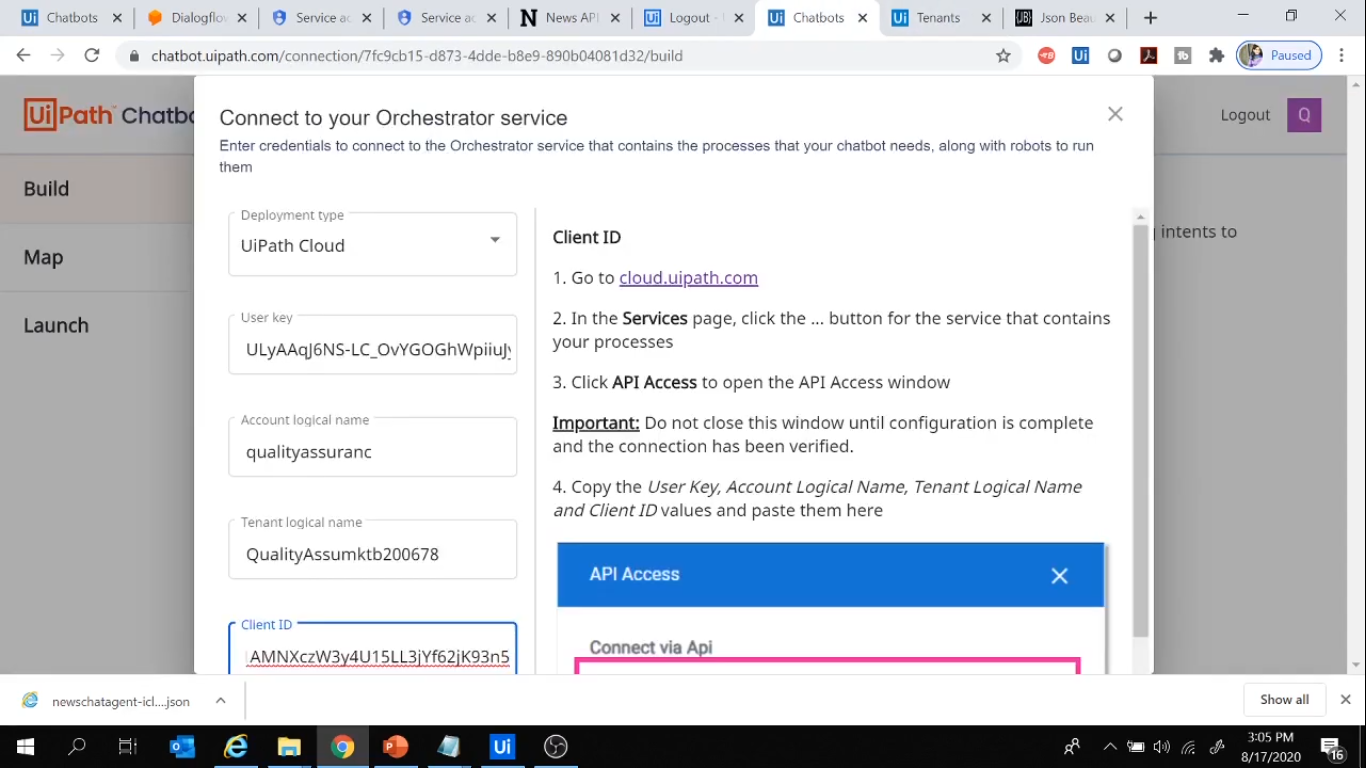 Chatbots
Dialogflo
Service ac
Service ac
News API
Logout -
Chatbots
Tenants
Json Beau
chatbot.uipath.com/connection/7fc9cb15-d873-4dde-b8e9-890b04081d32/build
Paused
UiPath Chatbo
Logout
Q
Build
Map
Launch
g intents to
Connect to your Orchestrator service
Enter credentials to connect to the Orchestrator service that contains the processes that your chatbot needs, along with robots to run
them
Deployment type
UiPath Cloud
User key
ULyAAqJ6NS-LC_OvYGOGhWpiiuJy
Account logical name
qualityassuranc
Tenant logical name
QualityAssumktb200678
Client ID
AMNXczW3y4U15LL3jYf62jK93n5
Client ID
1. Go to cloud.uipath.com
2. In the Services page, click the ... button for the service that contains
your processes
3. Click API Access to open the API Access window
Important: Do not close this window until configuration is complete
and the connection has been verified.
4. Copy the User Key, Account Logical Name, Tenant Logical Name
and Client ID values and paste them here
API Access
Connect via Api
newschatagent-icl....json
Show all
3:05 PM
8/17/2020
16